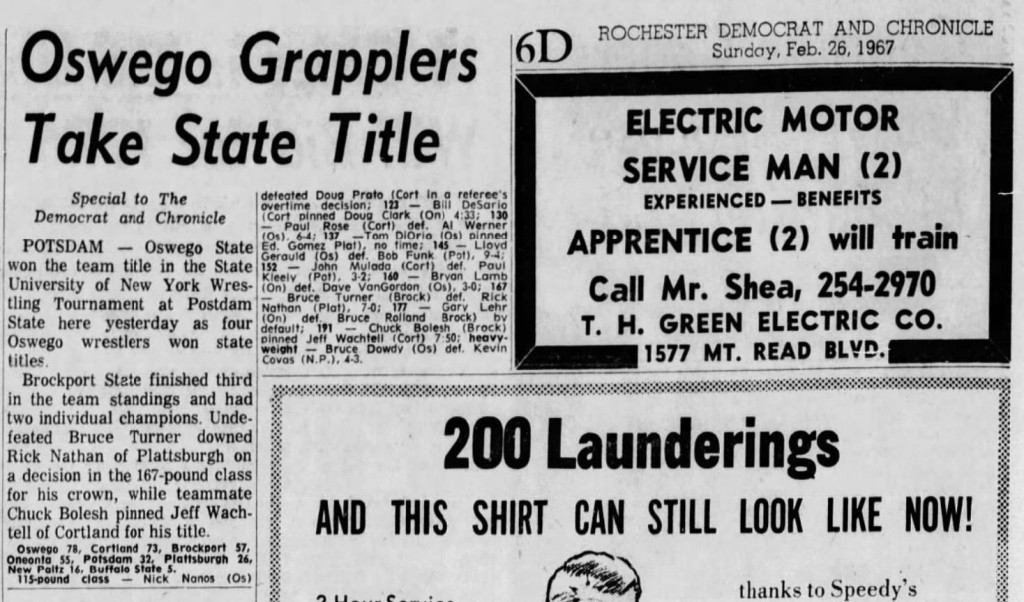 Oswego Grapplers
Take State Title
Special to The
Democrat and Chronicle
POTSDAM — Oswego State
won the team title in the State
University of New York Wres-
tling Tournament at Postdam
State here yesterday as four
Oswego wrestlers won state
titles.
Brockport State finished third
in the team standings and had
two individual champions. Unde-
feated Bruce Turner downed
Rick Nathan of Plattsburgh on
a decision in the 167-pound class
for his crown, while teammate
Chuck Bolesh pinned Jeff Wach-
tell of Cortland for his title.
Oswego 78, Cortland 73, Brockport 57,
Oneonta 55, Potsdam 32, Plattsburgh 26,
New Paltz 16, Buffalo State 5.
115-pound class — Nick Nanos (Os)
defeated Doug Prato (Cort in a referee's
overtime decision; 123 — Bill DeSario
(Cort pinned Doug Clark (On) 4:33; 130
— Paul Rose (Cort) def. Al Werner
(Os), 6-4; 137 —Tom DiOrio (Os) pinned
Ed. Gomez Plat), no time; 145 — Lloyd
Gerauld (Os) def. Bob Funk (Pot), 9-4;
152 — John Mulada (Cort) def. Paul
Kleely (Pot), 3-2; 160 — Bryan Lamb
(On) def. Dave VanGordon (Os), 3-0; 167
— Bruce Turner (Brock) def. Rick
Nathan (Plat), 7-0; 177 — Gary Lehr
(On) def. Bruce Rolland Brock) by
default; 191 — Chuck Bolesh (Brock)
pinned Jeff Wachtell (Cort) 7:50; heavy-
weight — Bruce Dowdy (Os) def. Kevin
Covas (N.P.), 4-3.
6D
ROCHESTER DEMOCRAT AND CHRONICLE
Sunday, Feb. 26, 1967
ELECTRIC MOTOR
SERVICE MAN (2)
EXPERIENCED — BENEFITS
APPRENTICE (2) will train
Call Mr. Shea, 254-2970
T. H. GREEN ELECTRIC CO.
1577 MT. READ BLVD.
200 Launderings
AND THIS SHIRT CAN STILL LOOK LIKE NOW!
thanks to Speedy's
Hour Service